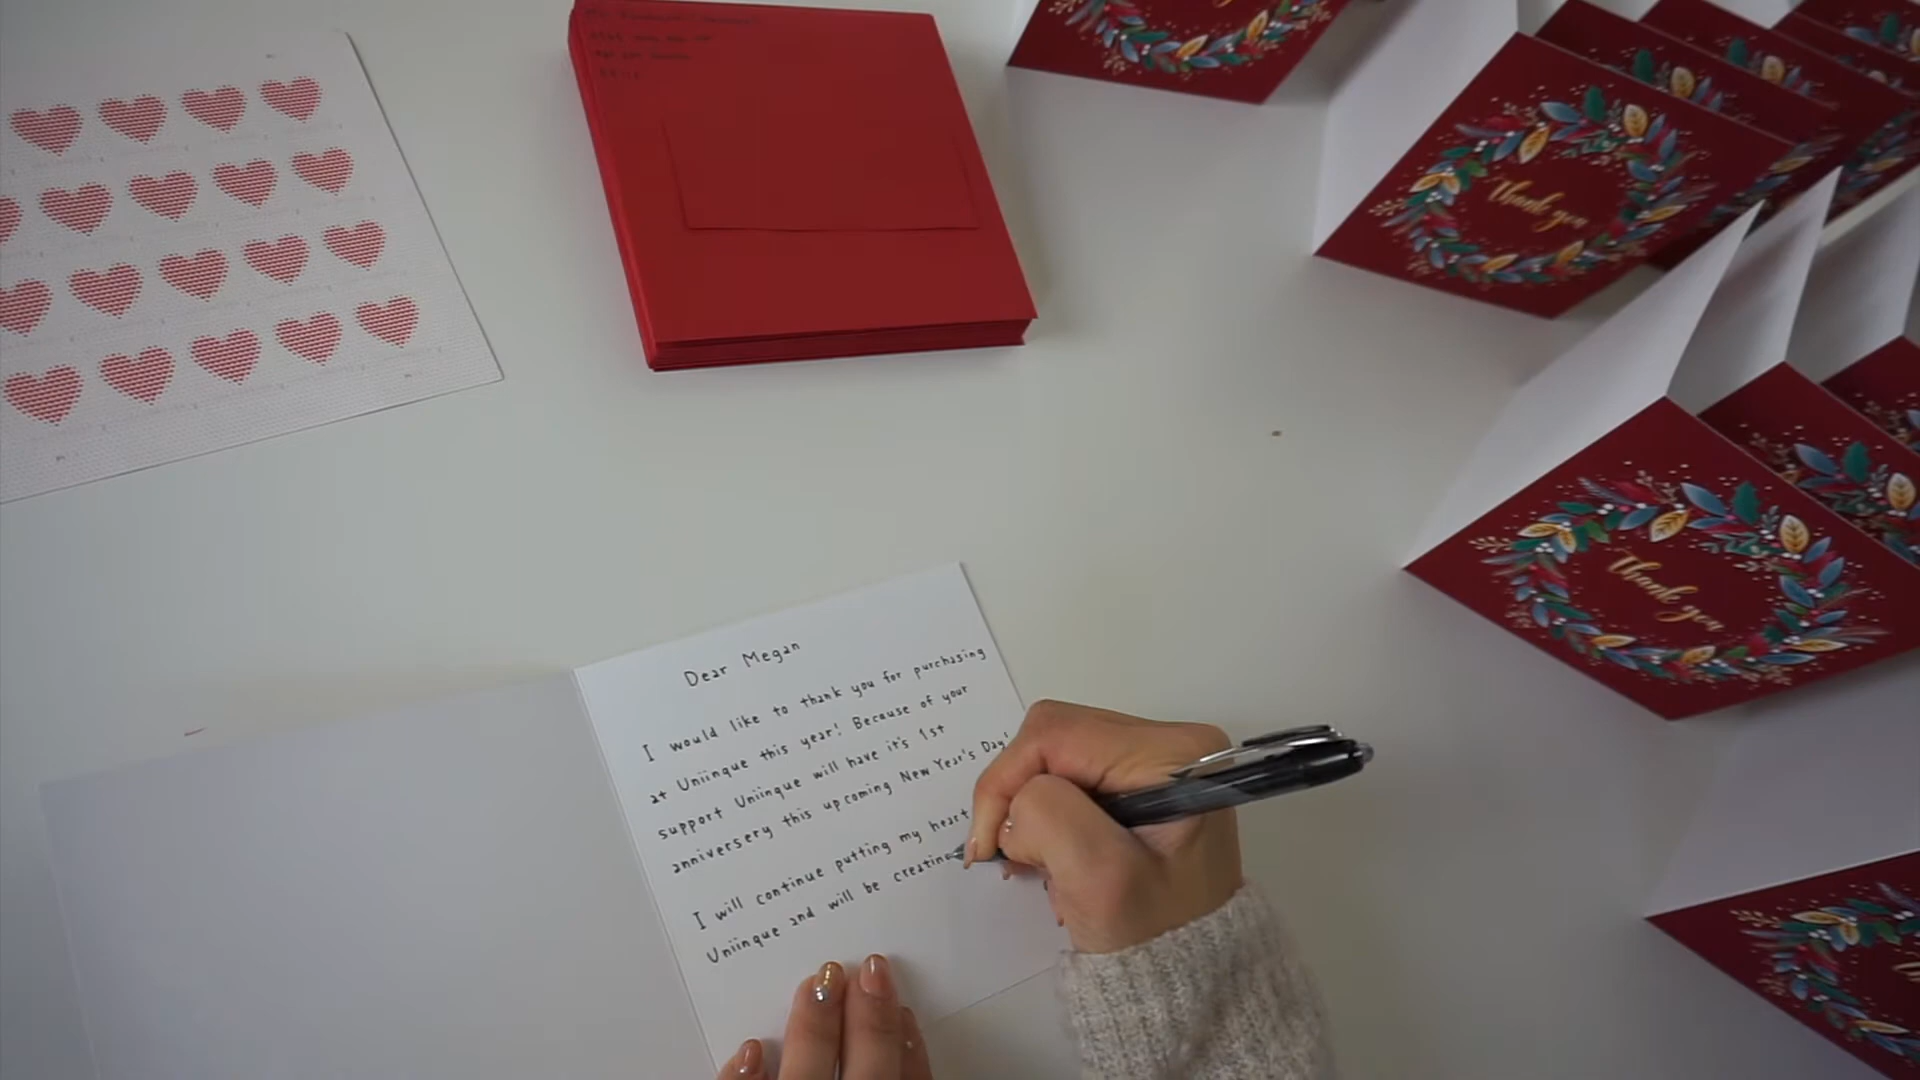 Thank you
Thank you
Dear Megan
I would like to thank you for purchasing
at Uniinque this year! Because of your
support Uniinque will have it's 1st
anniversery this upcoming New Year's Day!
I will continue putting my heart
Uniinque and will be creating